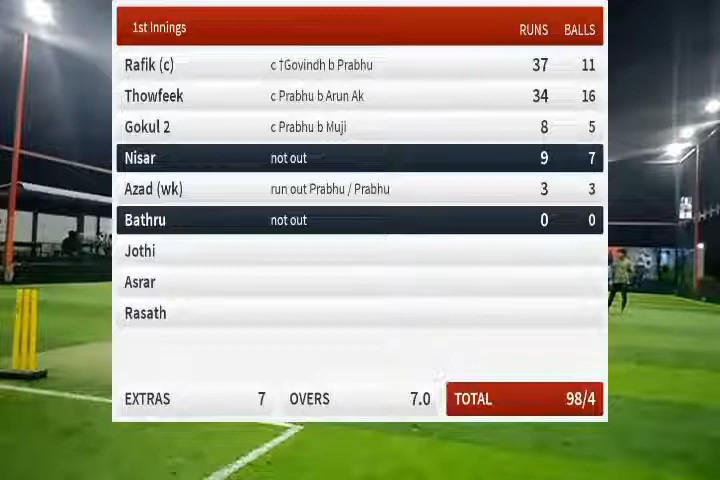 1st Innings RUNS BALLS
Rafik (c) c †Govindh b Prabhu 37 11
Thowfeek c Prabhu b Arun Ak 34 16
Gokul 2 c Prabhu b Muji 8 5
Nisar not out 9 7
Azad (wk) run out Prabhu / Prabhu 3 3
Bathru not out 0 0
Jothi
Asrar
Rasath
EXTRAS 7 OVERS 7.0 TOTAL 98/4